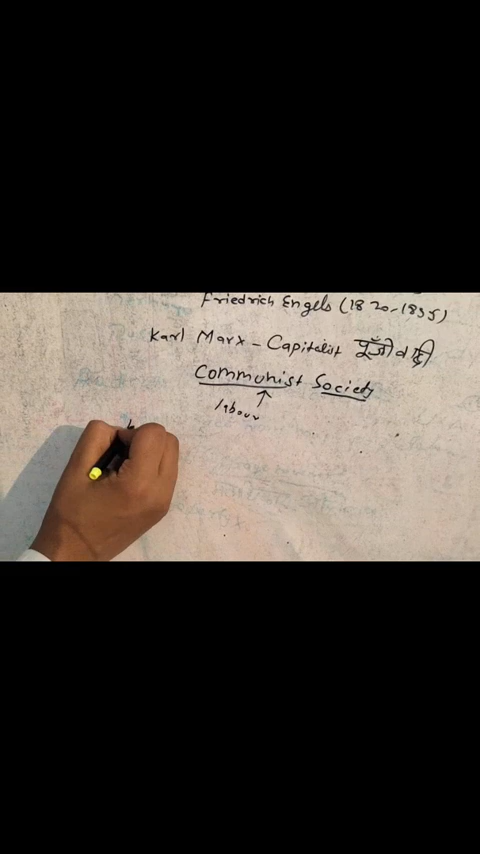 Friedrich Engels (1820-1895)
Karl Marx - Capitalist पूँजीवादी
Communist Society
labour